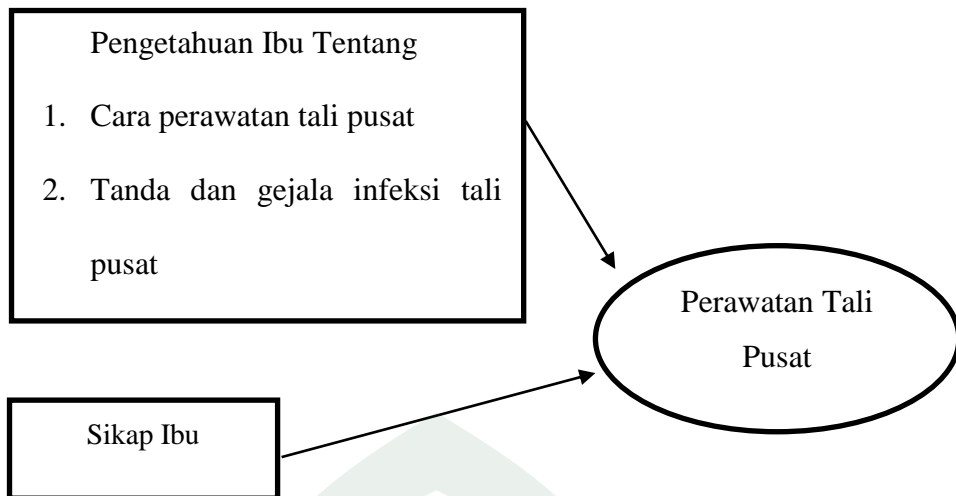 Pengetahuan Ibu Tentang
1. Cara perawatan tali pusat
2. Tanda dan gejala infeksi tali
pusat
Perawatan Tali
Pusat
Sikap Ibu